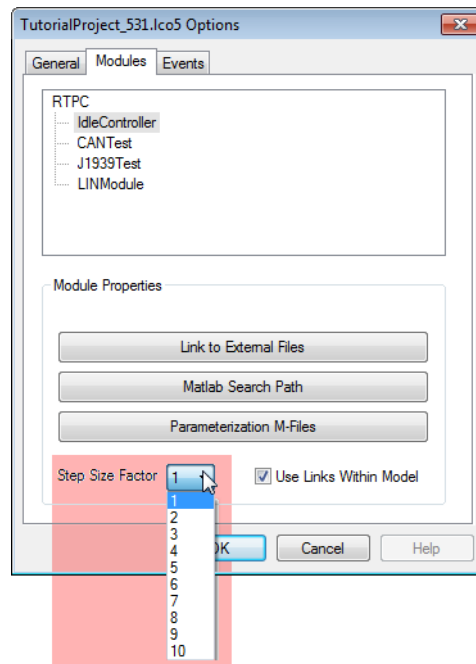 TutorialProject_531.lco5 Options
General Modules Events
RTPC
IdleController
CANTest
J1939Test
LINModule
Module Properties
Link to External Files
Matlab Search Path
Parameterization M-Files
Step Size Factor 1 Use Links Within Model
1
2
3
4
5
6
7
8
9
10
OK Cancel Help